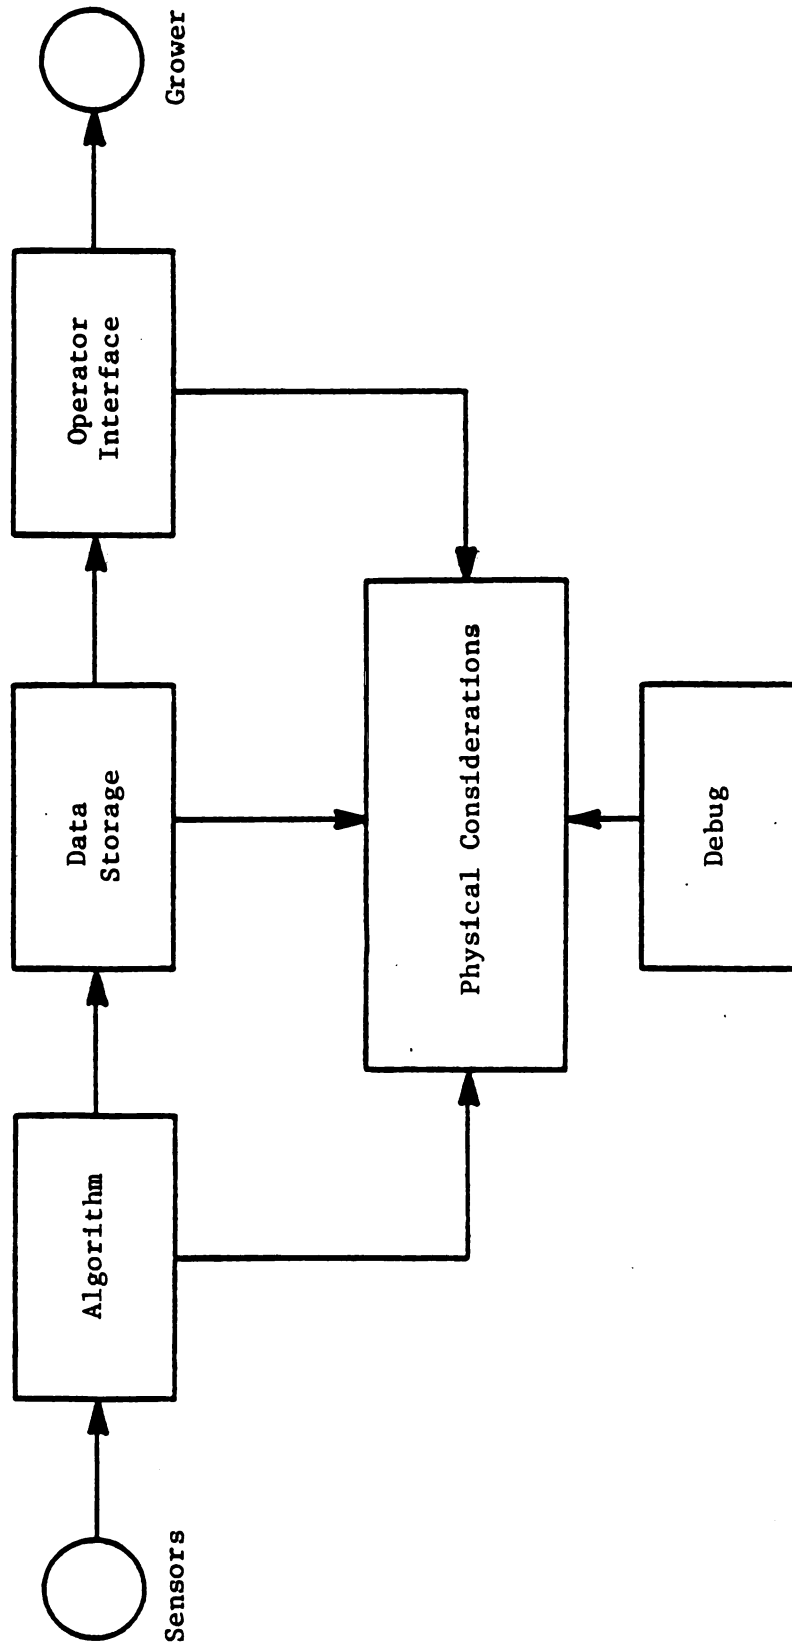 Sensors
Algorithm
Data
Storage
Operator
Interface
Grower
Physical Considerations
Debug